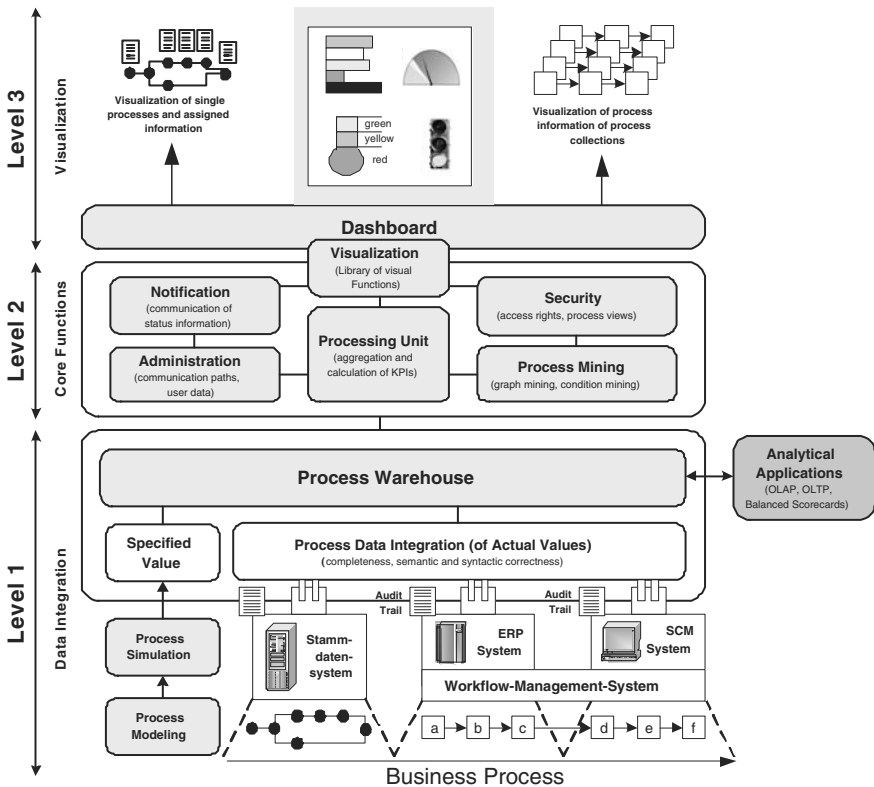 Level 3
Visualization
Visualization of single
processes and assigned
information
green
yellow
red
Visualization of process
information of process
collections
Dashboard
Level 2
Core Functions
Visualization
(Library of visual
Functions)
Notification
(communication of
status information)
Administration
(communication paths,
user data)
Processing Unit
(aggregation and
calculation of KPIs)
Security
(access rights, process views)
Process Mining
(graph mining, condition mining)
Level 1
Data Integration
Process Warehouse
Analytical
Applications
(OLAP, OLTP,
Balanced Scorecards)
Specified
Value
Process Data Integration (of Actual Values)
(completeness, semantic and syntactic correctness)
Process
Simulation
Process
Modeling
Stamm-
daten-
system
Audit
Trail
ERP
System
Audit
Trail
SCM
System
Workflow-Management-System
a b c d e f
Business Process